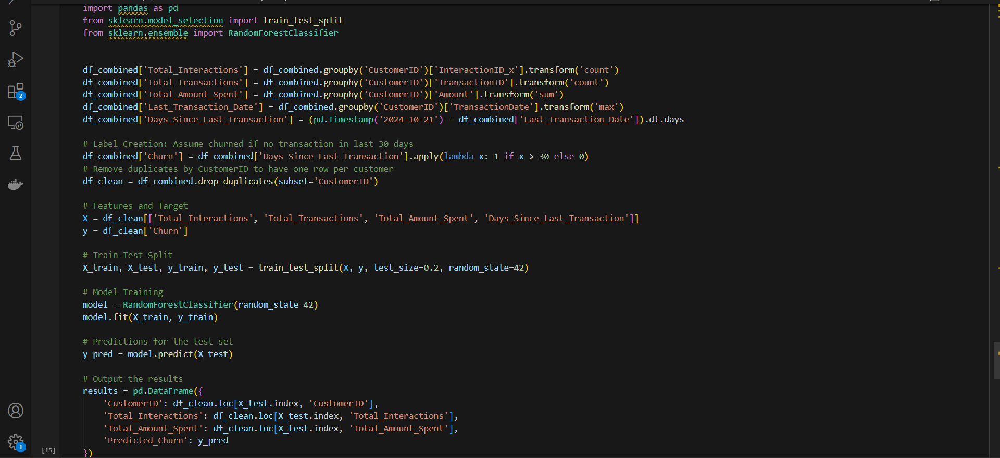 import pandas as pd
from sklearn.model_selection import train_test_split
from sklearn.ensemble import RandomForestClassifier
df_combined['Total_Interactions'] = df_combined.groupby('CustomerID')['InteractionID_x'].transform('count')
df_combined['Total_Transactions'] = df_combined.groupby('CustomerID')['TransactionID'].transform('count')
df_combined['Total_Amount_Spent'] = df_combined.groupby('CustomerID')['Amount'].transform('sum')
df_combined['Last_Transaction_Date'] = df_combined.groupby('CustomerID')['TransactionDate'].transform('max')
df_combined['Days_Since_Last_Transaction'] = (pd.Timestamp('2024-10-21') - df_combined['Last_Transaction_Date']).dt.days
# Label Creation: Assume churned if no transaction in last 30 days
df_combined['Churn'] = df_combined['Days_Since_Last_Transaction'].apply(lambda x: 1 if x > 30 else 0)
# Remove duplicates by CustomerID to have one row per customer
df_clean = df_combined.drop_duplicates(subset='CustomerID')
# Features and Target
X = df_clean[['Total_Interactions', 'Total_Transactions', 'Total_Amount_Spent', 'Days_Since_Last_Transaction']]
y = df_clean['Churn']
# Train-Test Split
X_train, X_test, y_train, y_test = train_test_split(X, y, test_size=0.2, random_state=42)
# Model Training
model = RandomForestClassifier(random_state=42)
model.fit(X_train, y_train)
# Predictions for the test set
y_pred = model.predict(X_test)
# Output the results
results = pd.DataFrame({
    'CustomerID': df_clean.loc[X_test.index, 'CustomerID'],
    'Total_Interactions': df_clean.loc[X_test.index, 'Total_Interactions'],
    'Total_Amount_Spent': df_clean.loc[X_test.index, 'Total_Amount_Spent'],
    'Predicted_Churn': y_pred
})
[15]
2
1